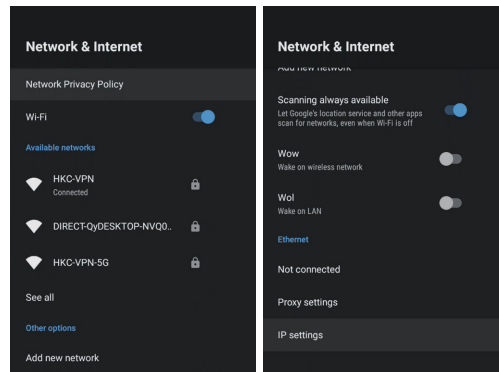 Network & Internet
Network Privacy Policy
Wi-Fi
Available networks
HKC-VPN
Connected
DIRECT-QyDESKTOP-NVQ0..
HKC-VPN-5G
See all
Other options
Add new network
Network & Internet
Add new network
Scanning always available
Let Google's location service and other apps
scan for networks, even when Wi-Fi is off
Wow
Wake on wireless network
Wol
Wake on LAN
Ethernet
Not connected
Proxy settings
IP settings